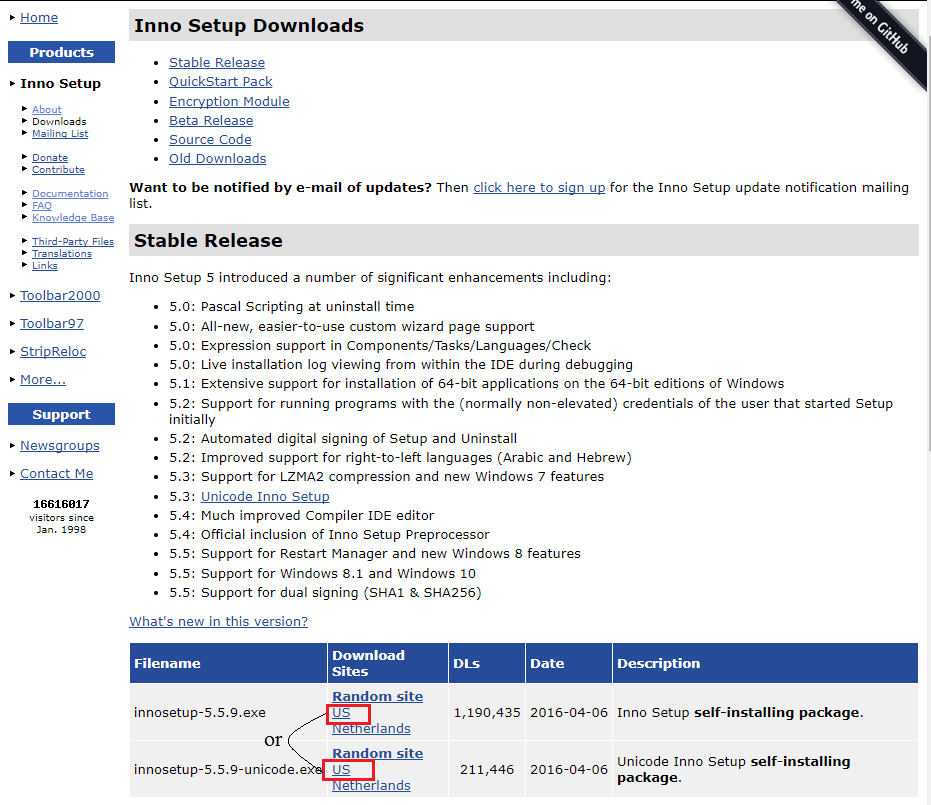 Home
Products
Inno Setup
About
Downloads
Mailing List
Donate
Contribute
Documentation
FAQ
Knowledge Base
Third-Party Files
Translations
Links
Toolbar2000
Toolbar97
StripReloc
More...
Support
Newsgroups
Contact Me
16616017
visitors since
Jan. 1998
me on GitHub
Inno Setup Downloads
Stable Release
QuickStart Pack
Encryption Module
Beta Release
Source Code
Old Downloads
Want to be notified by e-mail of updates? Then click here to sign up for the Inno Setup update notification mailing
list.
Stable Release
Inno Setup 5 introduced a number of significant enhancements including:
5.0: Pascal Scripting at uninstall time
5.0: All-new, easier-to-use custom wizard page support
5.0: Expression support in Components/Tasks/Languages/Check
5.0: Live installation log viewing from within the IDE during debugging
5.1: Extensive support for installation of 64-bit applications on the 64-bit editions of Windows
5.2: Support for running programs with the (normally non-elevated) credentials of the user that started Setup
initially
5.2: Automated digital signing of Setup and Uninstall
5.2: Improved support for right-to-left languages (Arabic and Hebrew)
5.3: Support for LZMA2 compression and new Windows 7 features
5.3: Unicode Inno Setup
5.4: Much improved Compiler IDE editor
5.4: Official inclusion of Inno Setup Preprocessor
5.5: Support for Restart Manager and new Windows 8 features
5.5: Support for Windows 8.1 and Windows 10
5.5: Support for dual signing (SHA1 & SHA256)
What's new in this version?
Filename Download Sites DLs Date Description
innosetup-5.5.9.exe Random site US Netherlands 1,190,435 2016-04-06 Inno Setup self-installing package.
or
innosetup-5.5.9-unicode.exe Random site US Netherlands 211,446 2016-04-06 Unicode Inno Setup self-installing package.